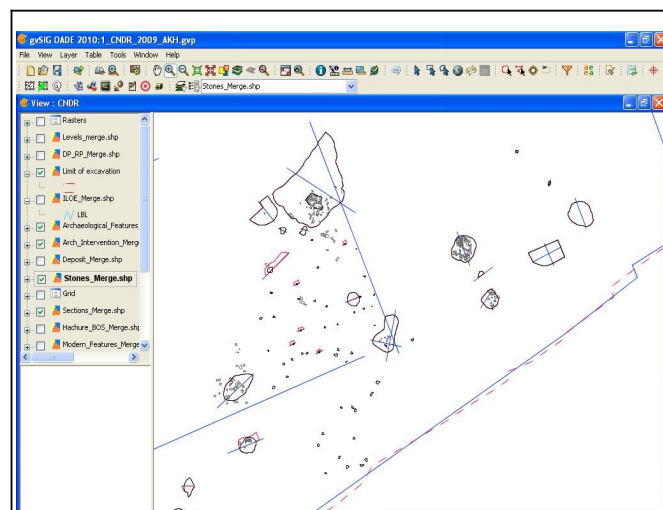 gvSIG OADE 2010:1_CNDR_2009_AKH.gvp
File View Layer Table Tools Window Help
Stones_Merge.shp
View : CNDR
Rasters
Levels_merge.shp
DP_RP_Merge.shp
Limit of excavation
ILOE_Merge.shp
LBL
Archaeological_Features
Arch_Intervention_Merg
Deposit_Merge.shp
Stones_Merge.shp
Grid
Sections_Merge.shp
Hachure_BOS_Merge.shp
Modern_Features_Merge